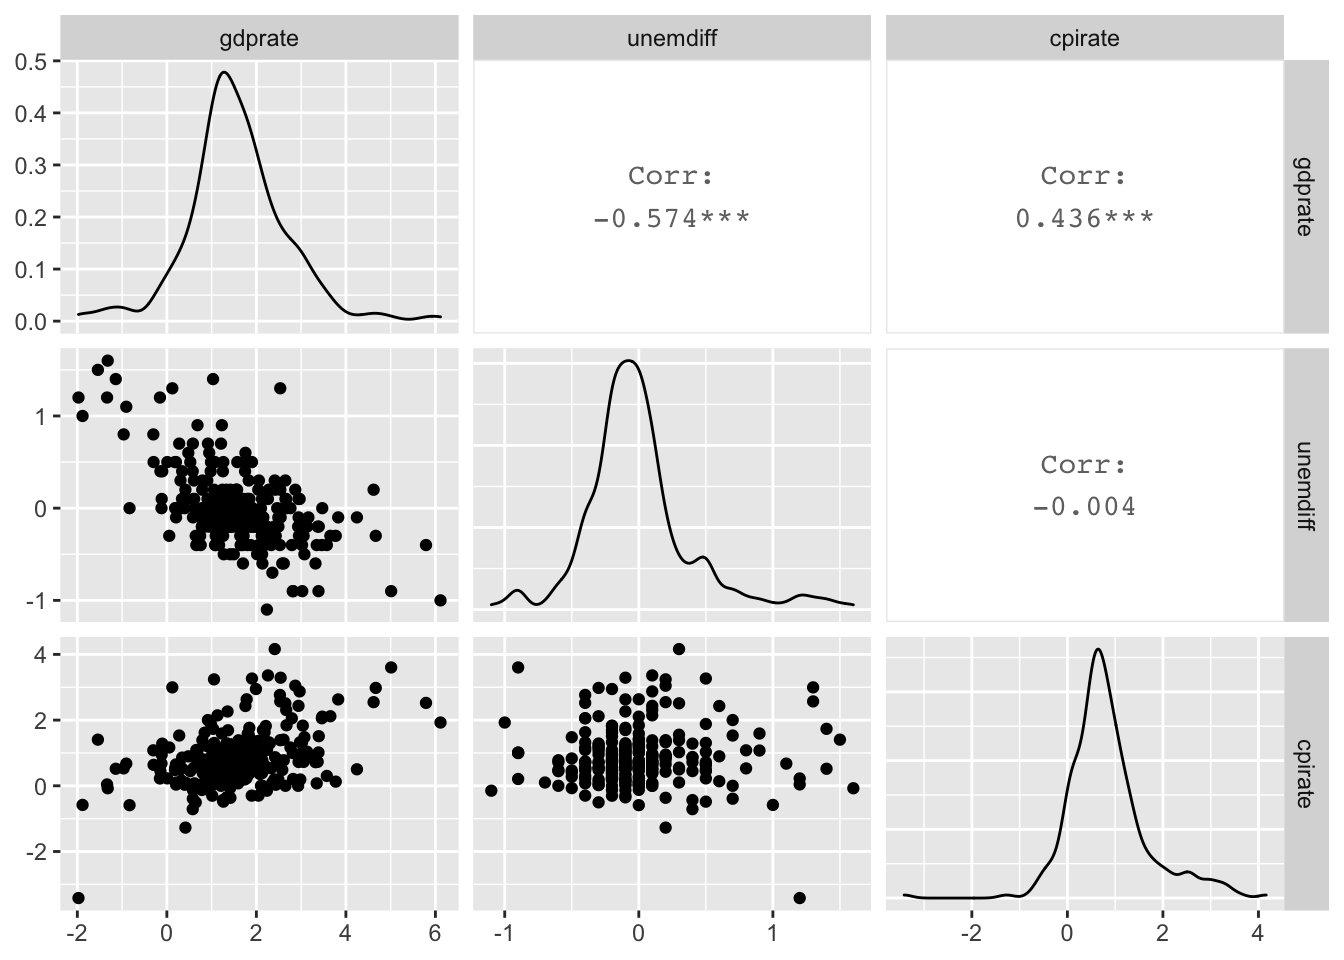 gdprate
unemdiff
cpirate
0.5
0.4
0.3
0.2
0.1
0.0
Corr:
-0.574***
Corr:
0.436***
gdprate
1
0
-1
Corr:
-0.004
unemdiff
4
2
0
-2
cpirate
-2 0 2 4 6
-1 0 1
-2 0 2 4